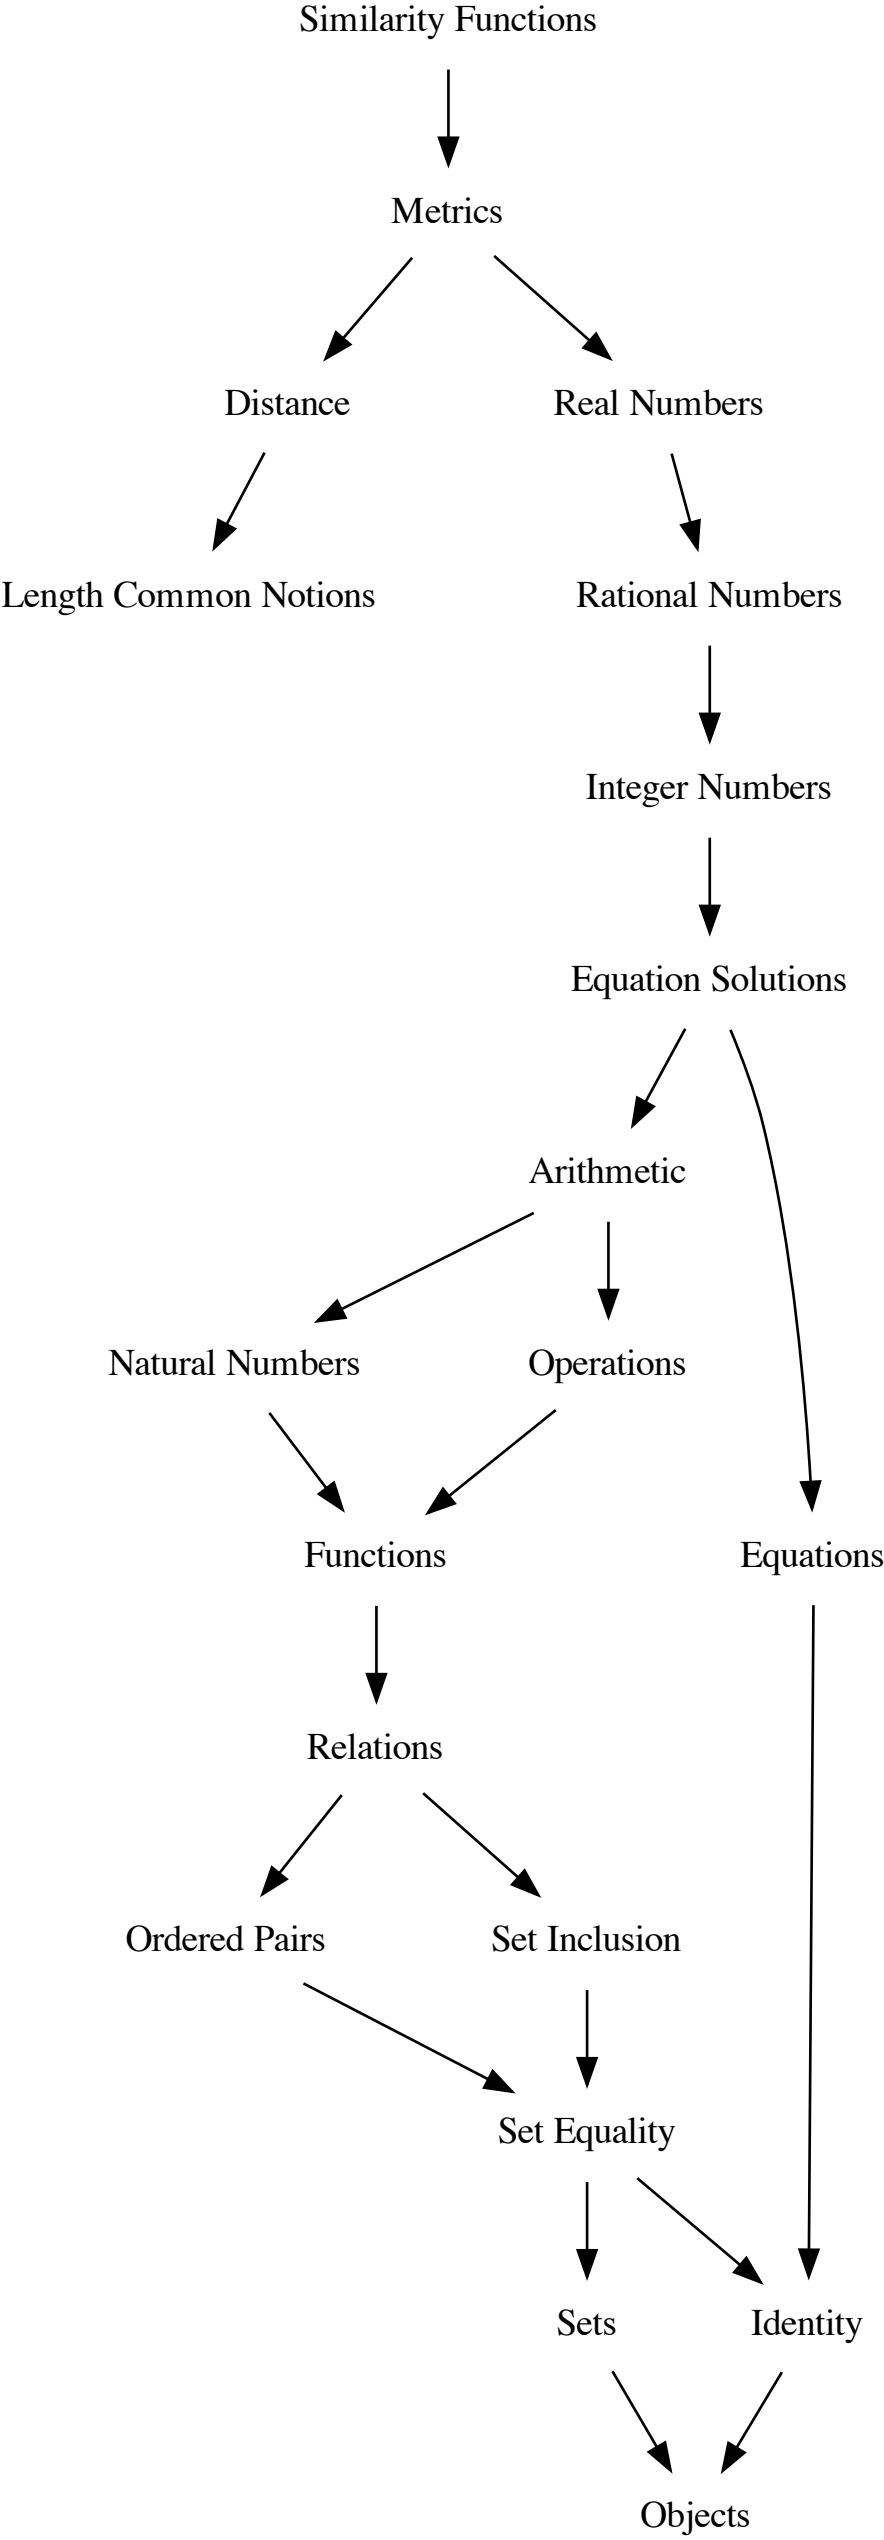 Similarity Functions
Metrics
Distance
Real Numbers
Length Common Notions
Rational Numbers
Integer Numbers
Equation Solutions
Arithmetic
Natural Numbers
Operations
Functions
Equations
Relations
Ordered Pairs
Set Inclusion
Set Equality
Sets
Identity
Objects